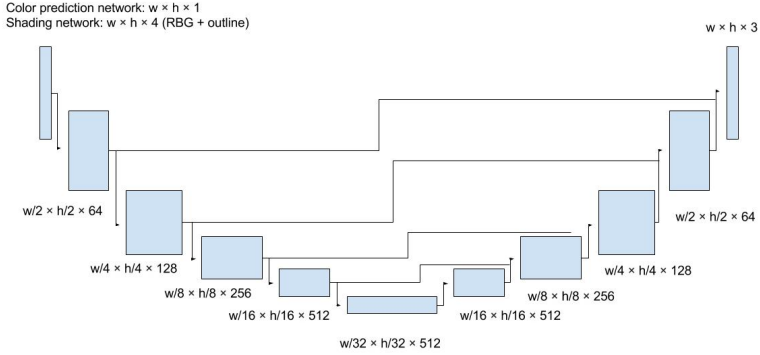 Color prediction network: w × h × 1
Shading network: w × h × 4 (RBG + outline)
w × h × 3
w/2 × h/2 × 64
w/2 × h/2 × 64
w/4 × h/4 × 128
w/4 × h/4 × 128
w/8 × h/8 × 256
w/8 × h/8 × 256
w/16 × h/16 × 512
w/16 × h/16 × 512
w/32 × h/32 × 512